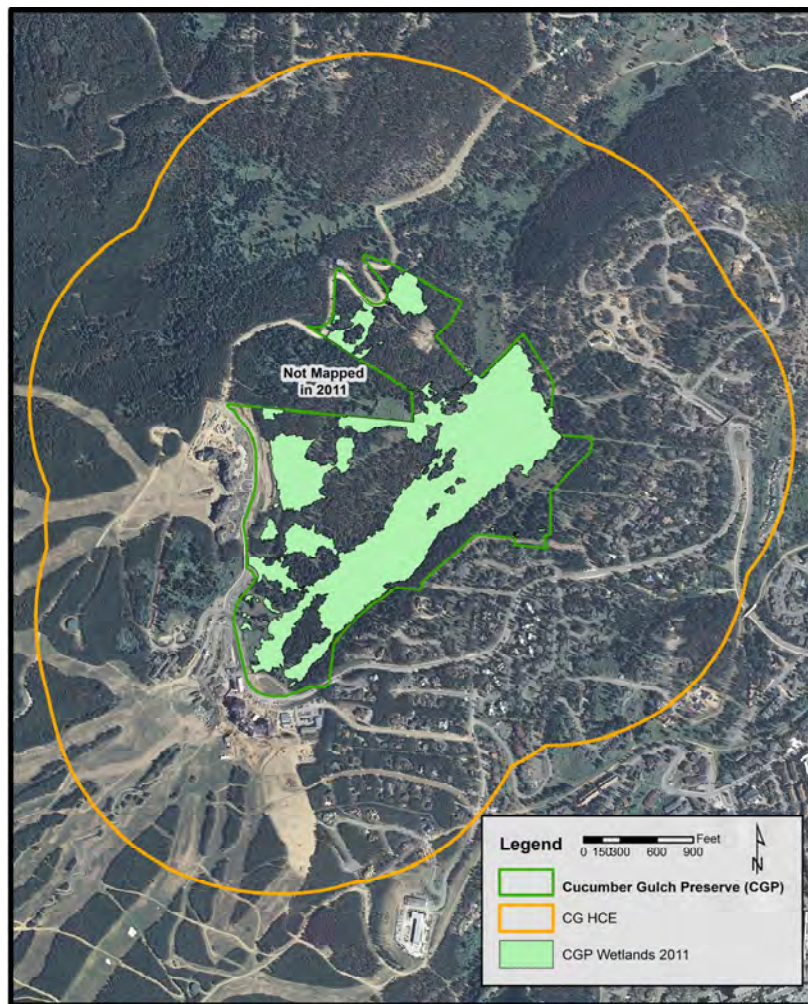 Not Mapped
in 2011
Legend
0 150300 600 900
Feet
N
Cucumber Gulch Preserve (CGP)
CG HCE
CGP Wetlands 2011